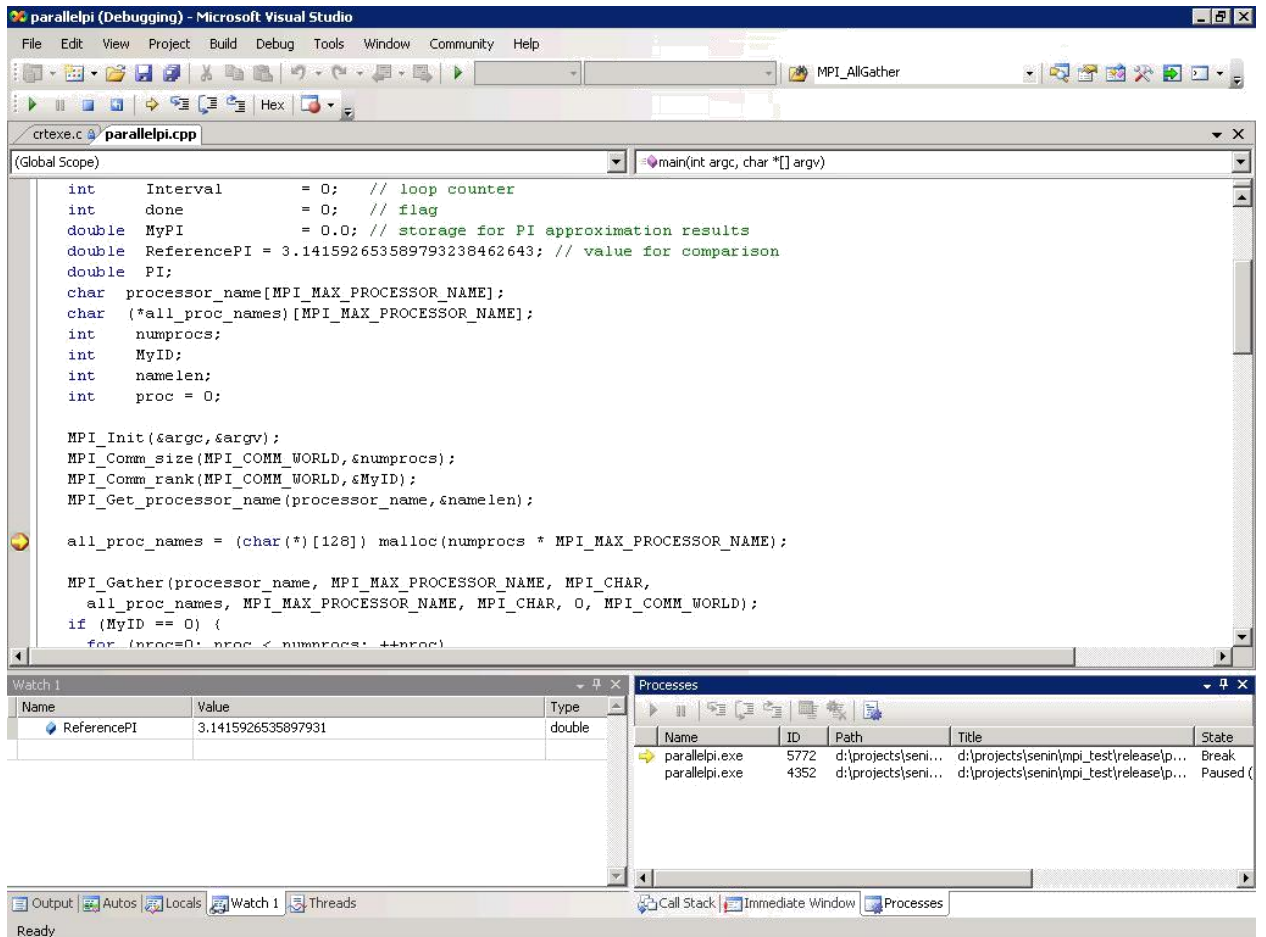 parallelpi (Debugging) - Microsoft Visual Studio
File Edit View Project Build Debug Tools Window Community Help
MPI_AllGather
Hex
crtexe.c parallelpi.cpp
(Global Scope) main(int argc, char *[] argv)
int Interval = 0; // loop counter
int done = 0; // flag
double MyPI = 0.0; // storage for PI approximation results
double ReferencePI = 3.141592653589793238462643; // value for comparison
double PI;
char processor_name[MPI_MAX_PROCESSOR_NAME];
char (*all_proc_names)[MPI_MAX_PROCESSOR_NAME];
int numprocs;
int MyID;
int namelen;
int proc = 0;
MPI_Init(&argc,&argv);
MPI_Comm_size(MPI_COMM_WORLD,&numprocs);
MPI_Comm_rank(MPI_COMM_WORLD,&MyID);
MPI_Get_processor_name(processor_name,&namelen);
all_proc_names = (char(*)[128]) malloc(numprocs * MPI_MAX_PROCESSOR_NAME);
MPI_Gather(processor_name, MPI_MAX_PROCESSOR_NAME, MPI_CHAR,
all_proc_names, MPI_MAX_PROCESSOR_NAME, MPI_CHAR, 0, MPI_COMM_WORLD);
if (MyID == 0) {
for (proc=0; proc < numprocs; ++proc)
Watch 1
Name Value Type
ReferencePI 3.1415926535897931 double
Processes
Name ID Path Title State
parallelpi.exe 5772 d:\projects\seni... d:\projects\senin\mpi_test\release\p... Break
parallelpi.exe 4352 d:\projects\seni... d:\projects\senin\mpi_test\release\p... Paused (
Output Autos Locals Watch 1 Threads
Call Stack Immediate Window Processes
Ready